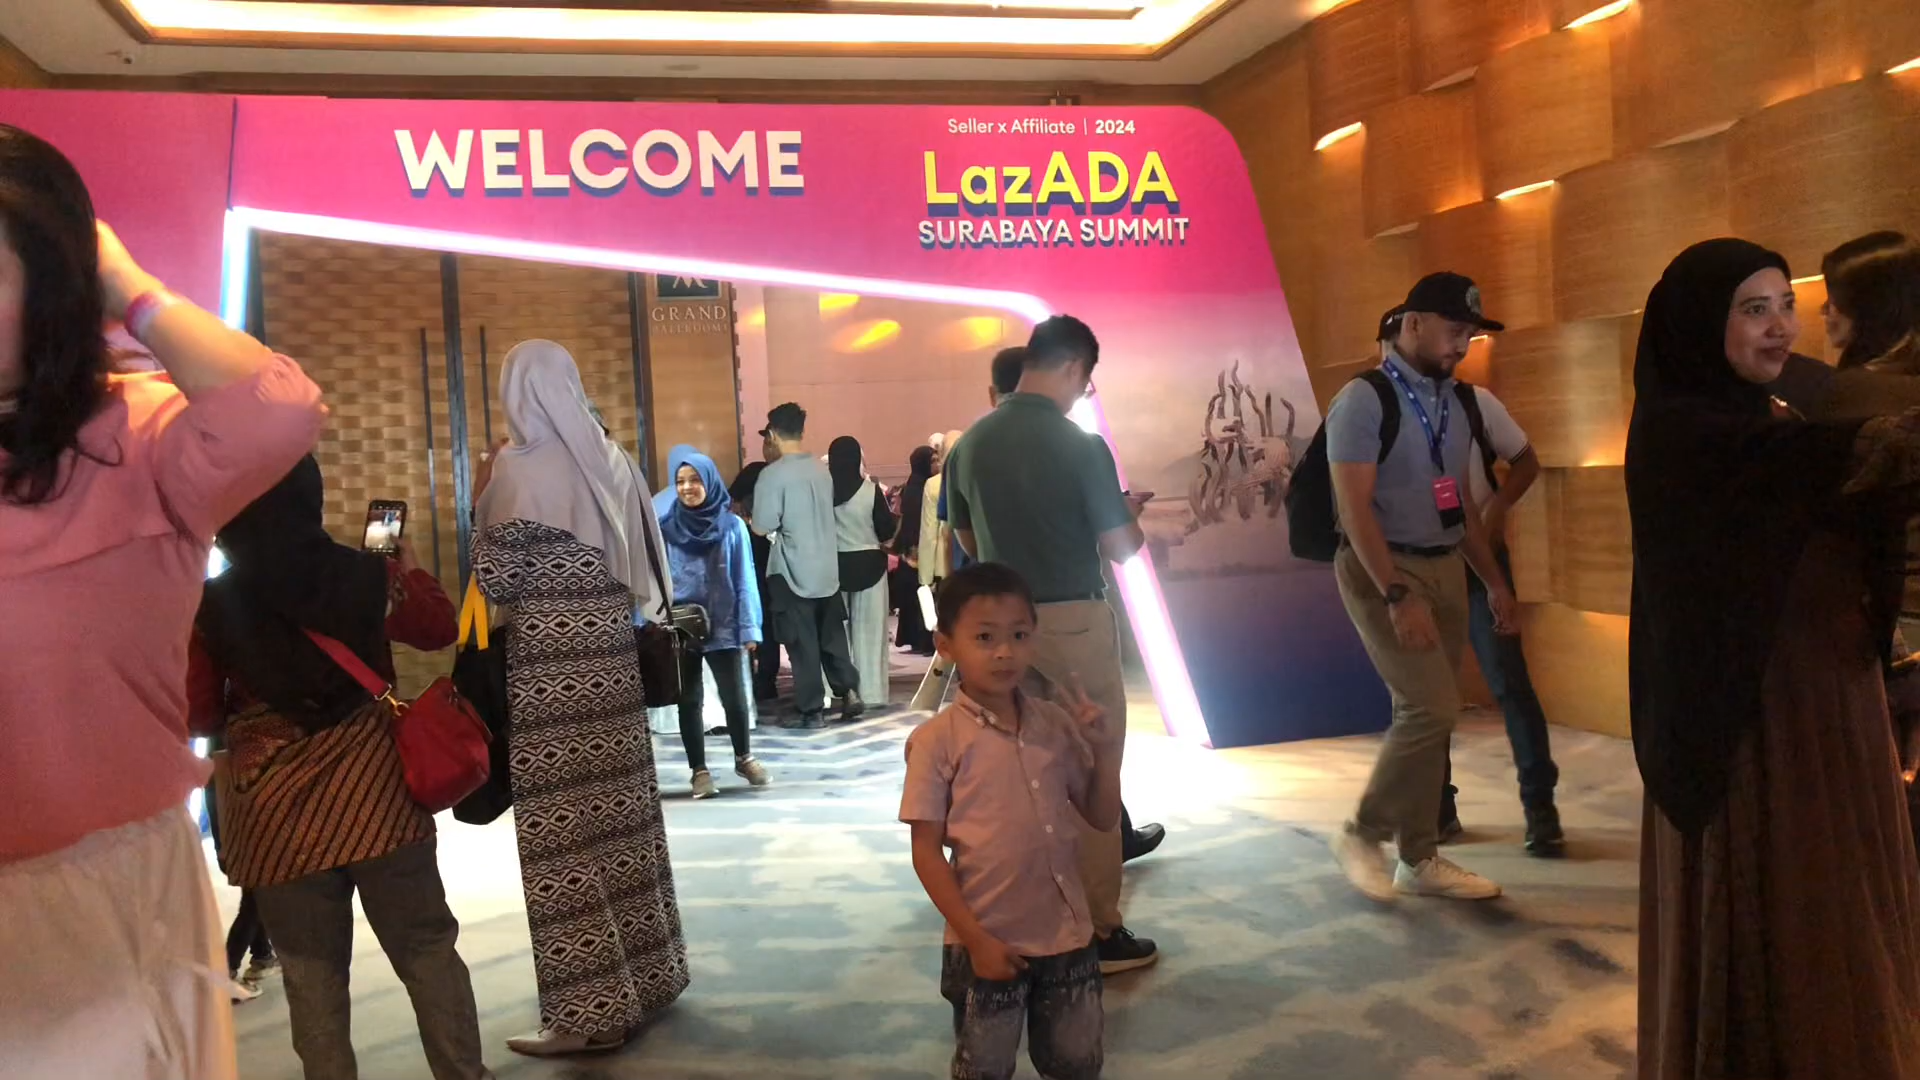 WELCOME
Seller x Affiliate | 2024
LazADA
SURABAYA SUMMIT
GRAND
BALLROOM